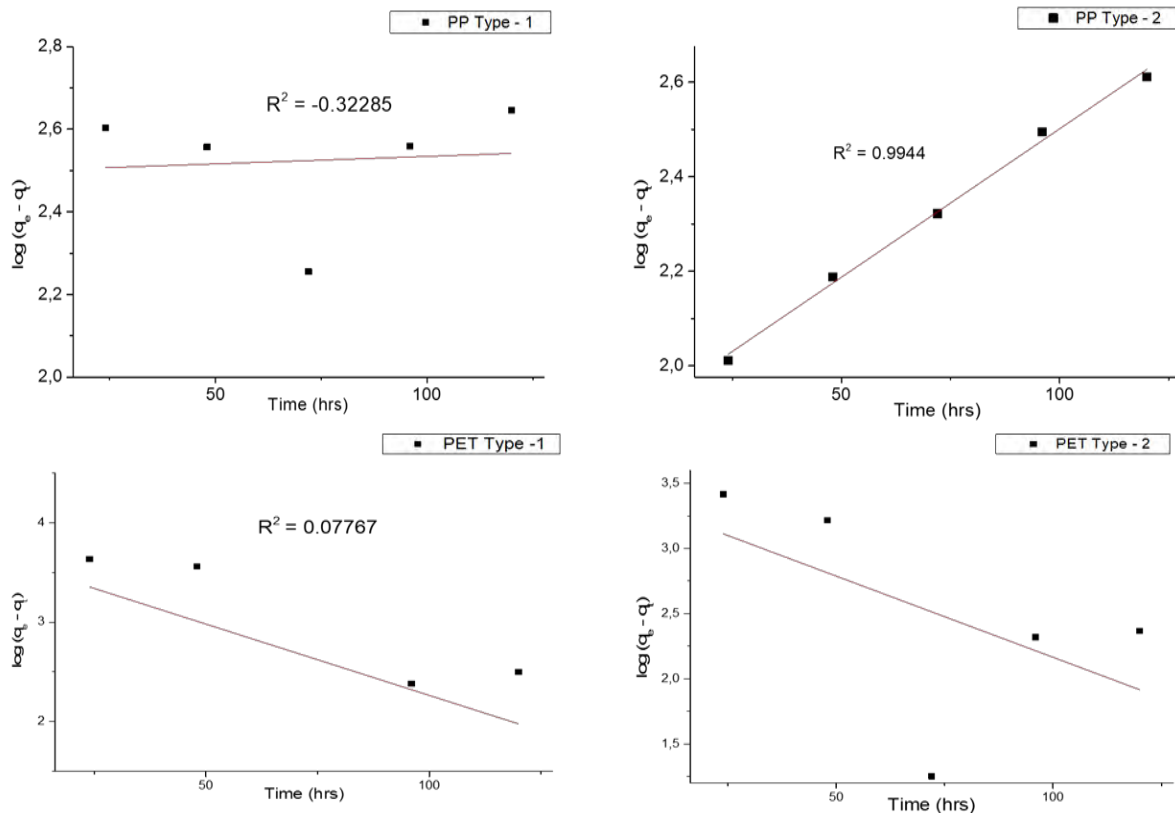 PP Type - 1
2,8
2,6
2,4
2,2
2,0
log (qe - qt)
R2 = -0.32285
50
100
Time (hrs)
PP Type - 2
2,6
2,4
2,2
2,0
log (qe - qt)
R2 = 0.9944
50
100
Time (hrs)
PET Type -1
4
3
2
log (qe - qt)
R2 = 0.07767
50
100
Time (hrs)
PET Type - 2
3,5
3,0
2,5
2,0
1,5
log (qe - qt)
50
100
Time (hrs)